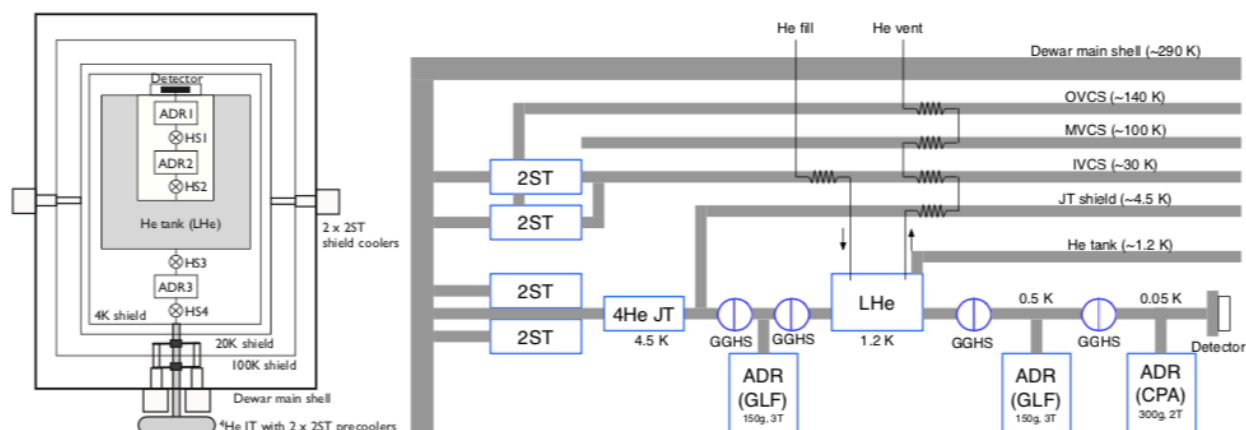 Detector
ADR1
HS1
ADR2
HS2
He tank (LHe)
2 x 2ST
shield coolers
HS3
ADR3
HS4
4K shield
20K shield
100K shield
Dewar main shell
⁴He JT with 2 x 2ST precoolers
He fill
He vent
Dewar main shell (~290 K)
OVCS (~140 K)
MVCS (~100 K)
IVCS (~30 K)
JT shield (~4.5 K)
He tank (~1.2 K)
2ST
2ST
2ST
2ST
4He JT
4.5 K
GGHS
GGHS
LHe
1.2 K
GGHS
0.5 K
GGHS
0.05 K
Detector
ADR
(GLF)
150g, 3T
ADR
(GLF)
150g, 3T
ADR
(CPA)
300g, 2T